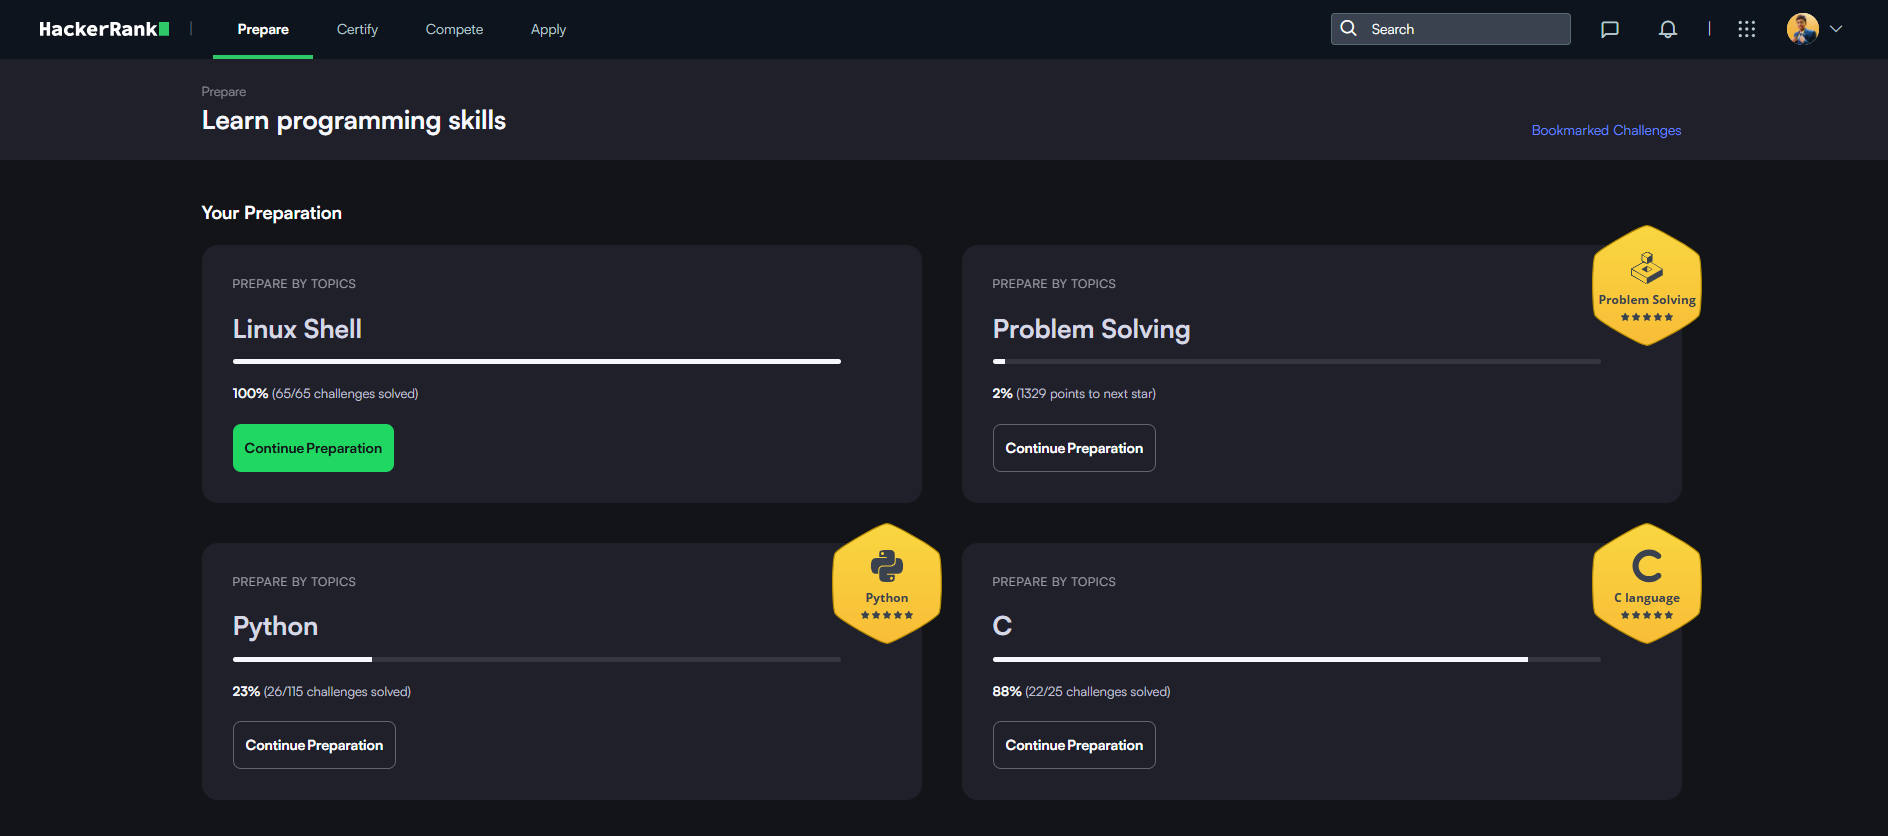 HackerRank
Prepare
Certify
Compete
Apply
Search
Prepare
Learn programming skills
Bookmarked Challenges
Your Preparation
PREPARE BY TOPICS
Linux Shell
100% (65/65 challenges solved)
Continue Preparation
PREPARE BY TOPICS
Problem Solving
2% (1329 points to next star)
Continue Preparation
Problem Solving
PREPARE BY TOPICS
Python
23% (26/115 challenges solved)
Continue Preparation
Python
PREPARE BY TOPICS
C
88% (22/25 challenges solved)
Continue Preparation
C
C language